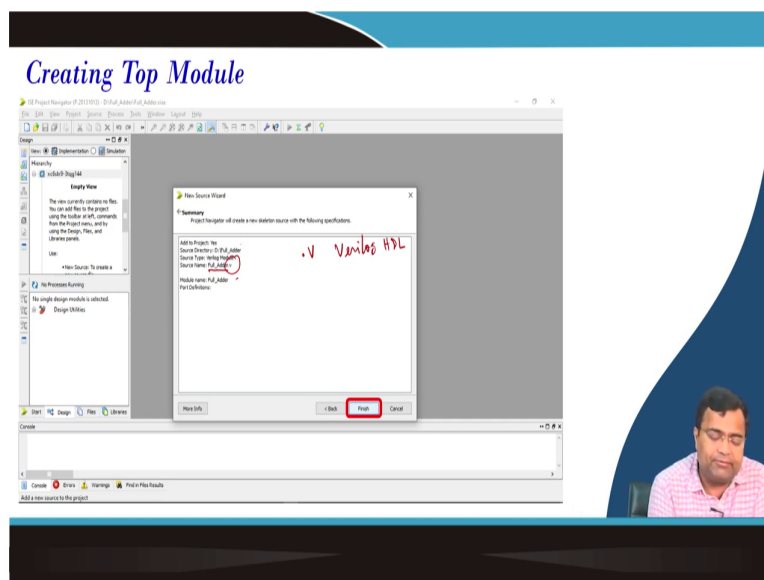 Creating Top Module
ISE Project Navigator (P.20131013) - D:\Full_Adder\Full_Adder.xise
File Edit View Project Source Process Tools Window Layout Help
Design
View: Implementation Simulation
Hierarchy
Empty View
The view currently contains no files.
You can add files to the project
using the toolbar at left, commands
from the Project menu, and by
using the Design, Files, and
Libraries panels.
Use:
•New Source: To create a
No Processes Running
No single design module is selected.
Design Utilities
Start Design Files Libraries
New Source Wizard
Summary
Project Navigator will create a new skeleton source with the following specifications.
Add to Project: Yes
Source Directory: D:\Full_Adder
Source Type: Verilog Module
Source Name: Full_Adder.v
Module name: Full_Adder
Port Definitions:
.V Verilog HDL
More Info < Back Finish Cancel
Console
Console Errors Warnings Find in Files Results
Add a new source to the project